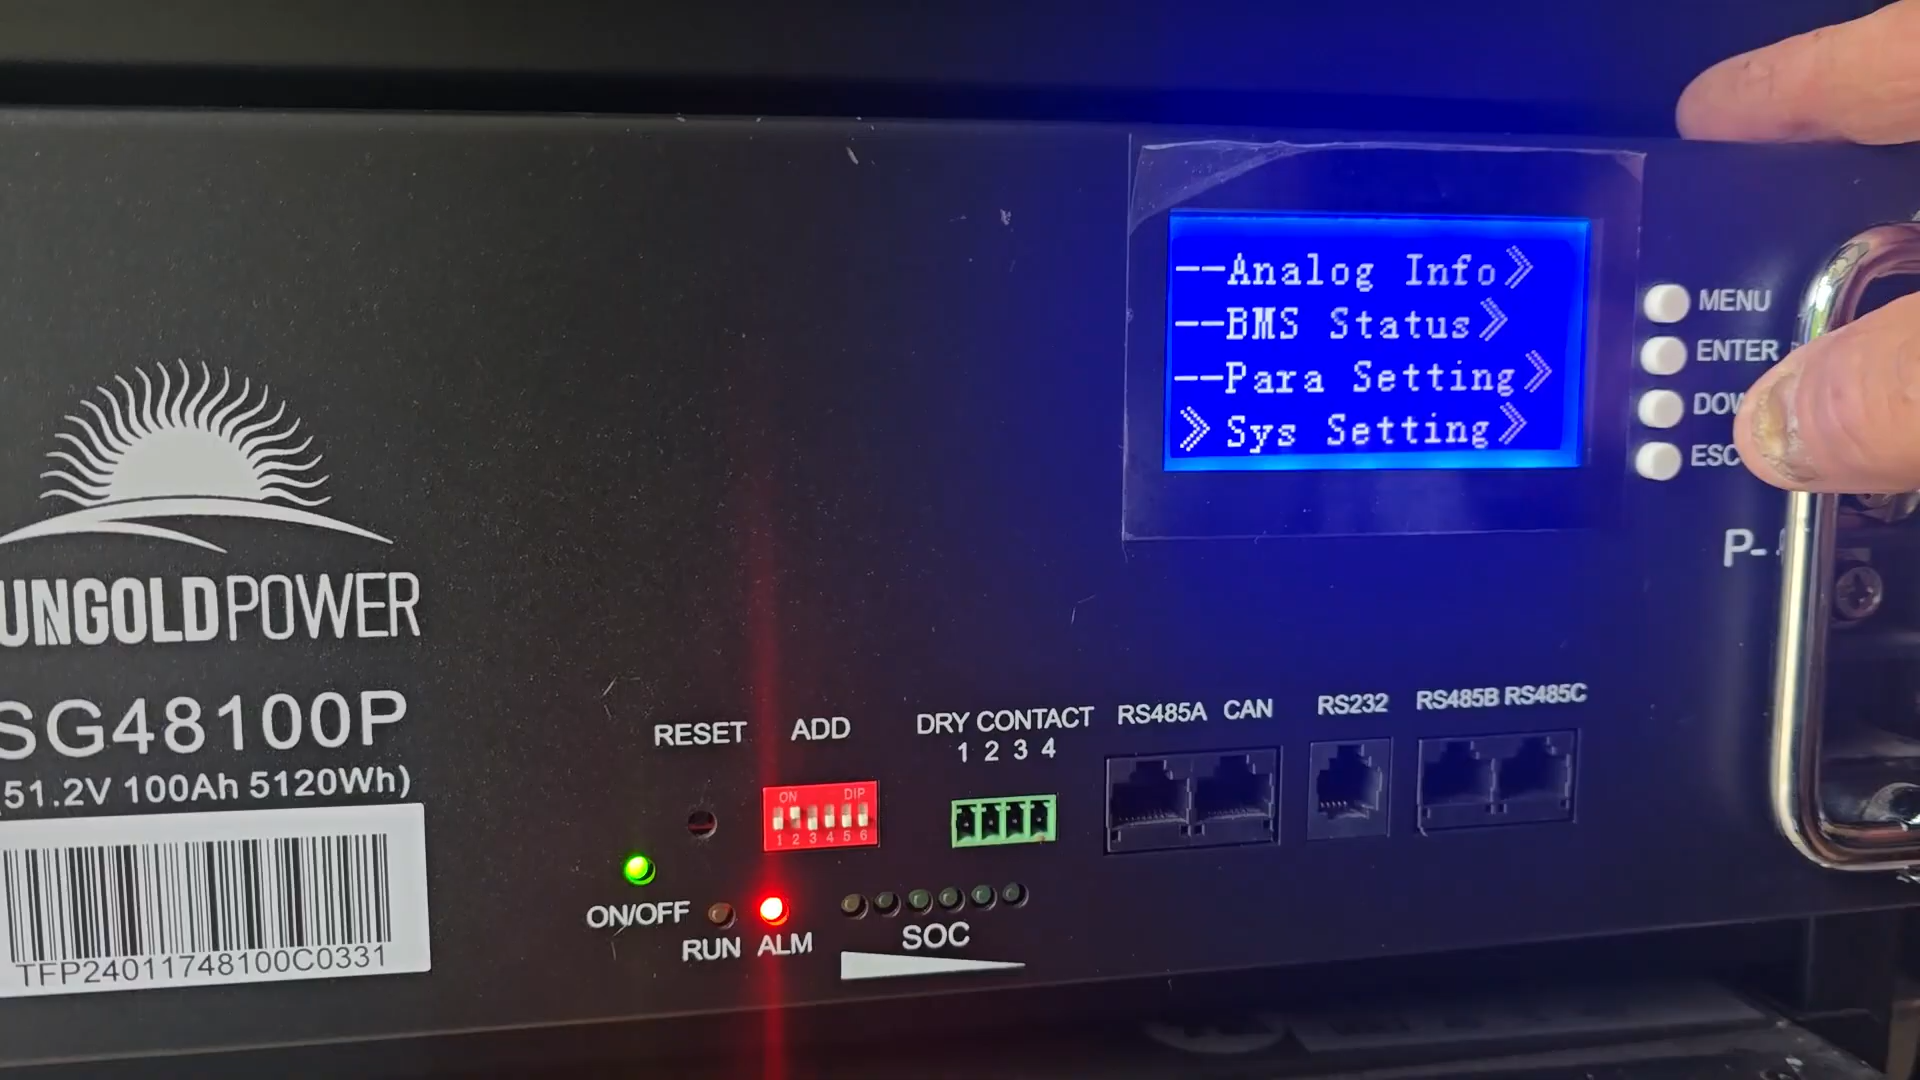 --Analog Info》
--BMS Status》
--Para Setting》
》Sys Setting》
MENU
ENTER
DOW
ESC
P-
UNGOLDPOWER
SG48100P
(51.2V 100Ah 5120Wh)
TFP24011748100C0331
RESET
ADD
ON DIP
1 2 3 4 5 6
DRY CONTACT
1 2 3 4
RS485A CAN
RS232
RS485B RS485C
ON/OFF
RUN ALM
SOC